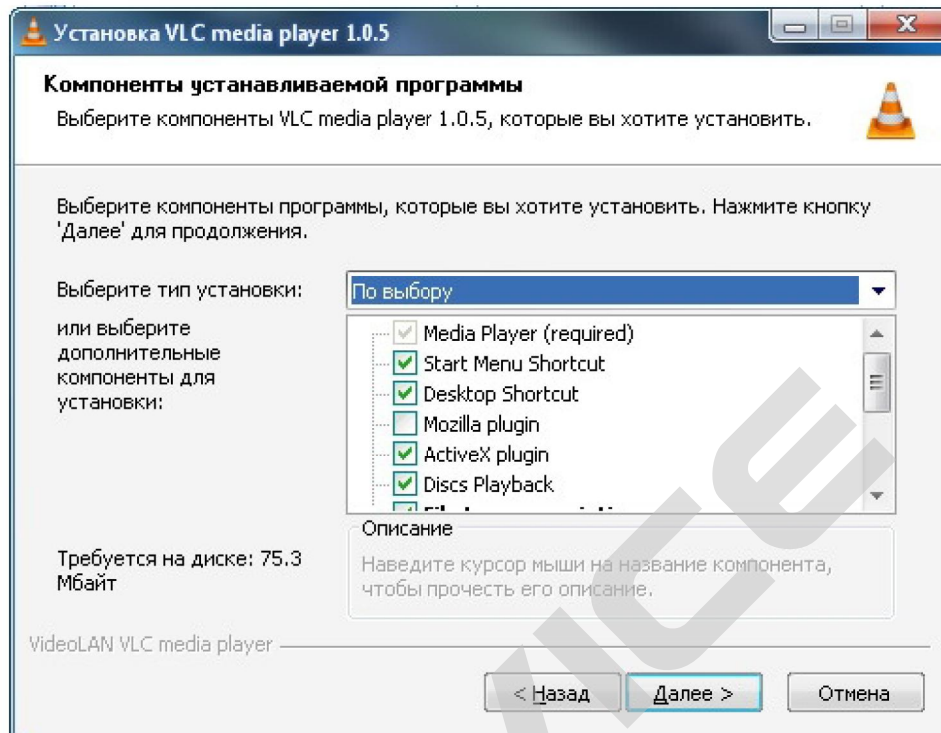 Установка VLC media player 1.0.5
Компоненты устанавливаемой программы
Выберите компоненты VLC media player 1.0.5, которые вы хотите установить.
Выберите компоненты программы, которые вы хотите установить. Нажмите кнопку
'Далее' для продолжения.
Выберите тип установки:
По выбору
или выберите
дополнительные
компоненты для
установки:
Media Player (required)
Start Menu Shortcut
Desktop Shortcut
Mozilla plugin
ActiveX plugin
Discs Playback
Требуется на диске: 75.3
Мбайт
Описание
Наведите курсор мыши на название компонента,
чтобы прочесть его описание.
VideoLAN VLC media player
< Назад
Далее >
Отмена
VICE